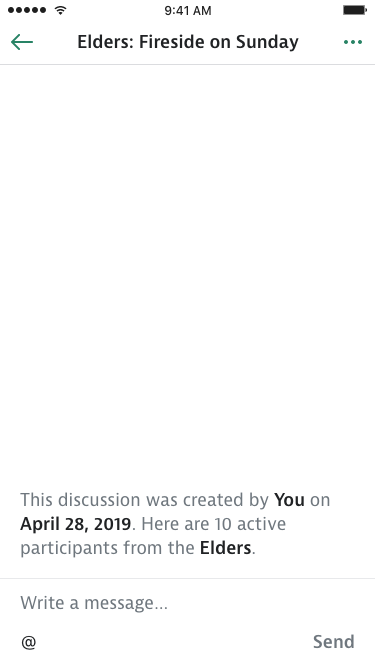 9:41 AM
Elders: Fireside on Sunday
This discussion was created by You on
April 28, 2019. Here are 10 active
participants from the Elders.
Write a message...
@
Send